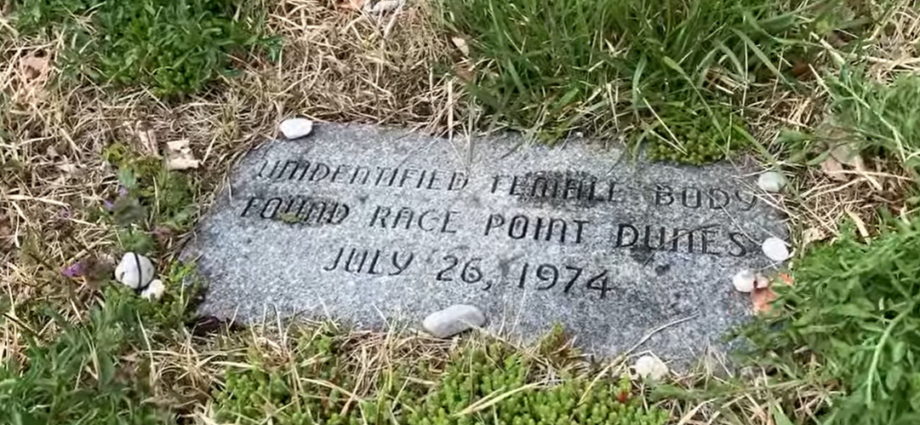 UNIDENTIFIED FEMALE BODY
FOUND RACE POINT DUNES
JULY 26, 1974